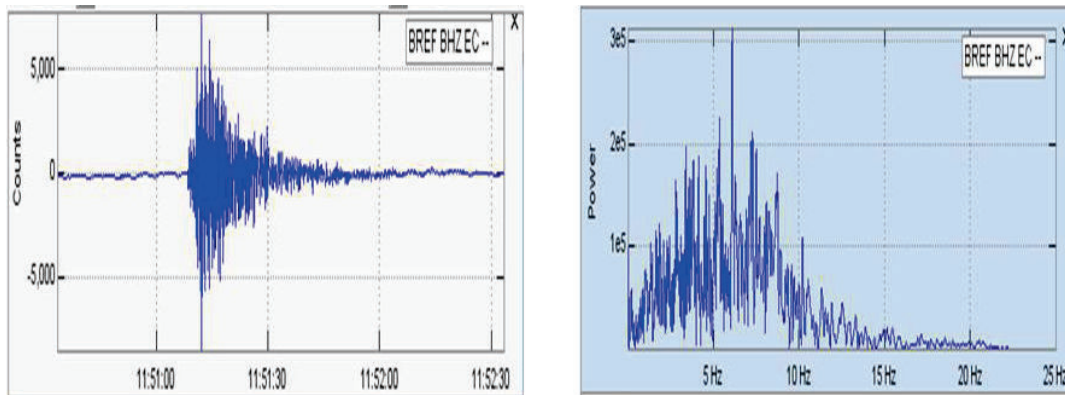 BREF BHZ EC --
X
5,000
0
-5,000
Counts
11:51:00 11:51:30 11:52:00 11:52:30
BREF BHZ EC --
X
3e5
2e5
1e5
Power
5 Hz 10 Hz 15 Hz 20 Hz 25 Hz